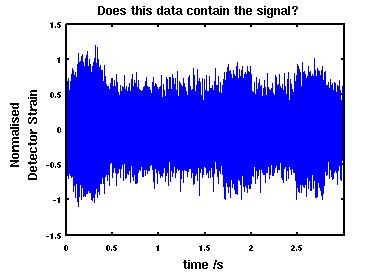 Does this data contain the signal?
1.5
1
0.5
0
-0.5
-1
-1.5
Normalised
Detector Strain
0 0.5 1 1.5 2 2.5
time /s